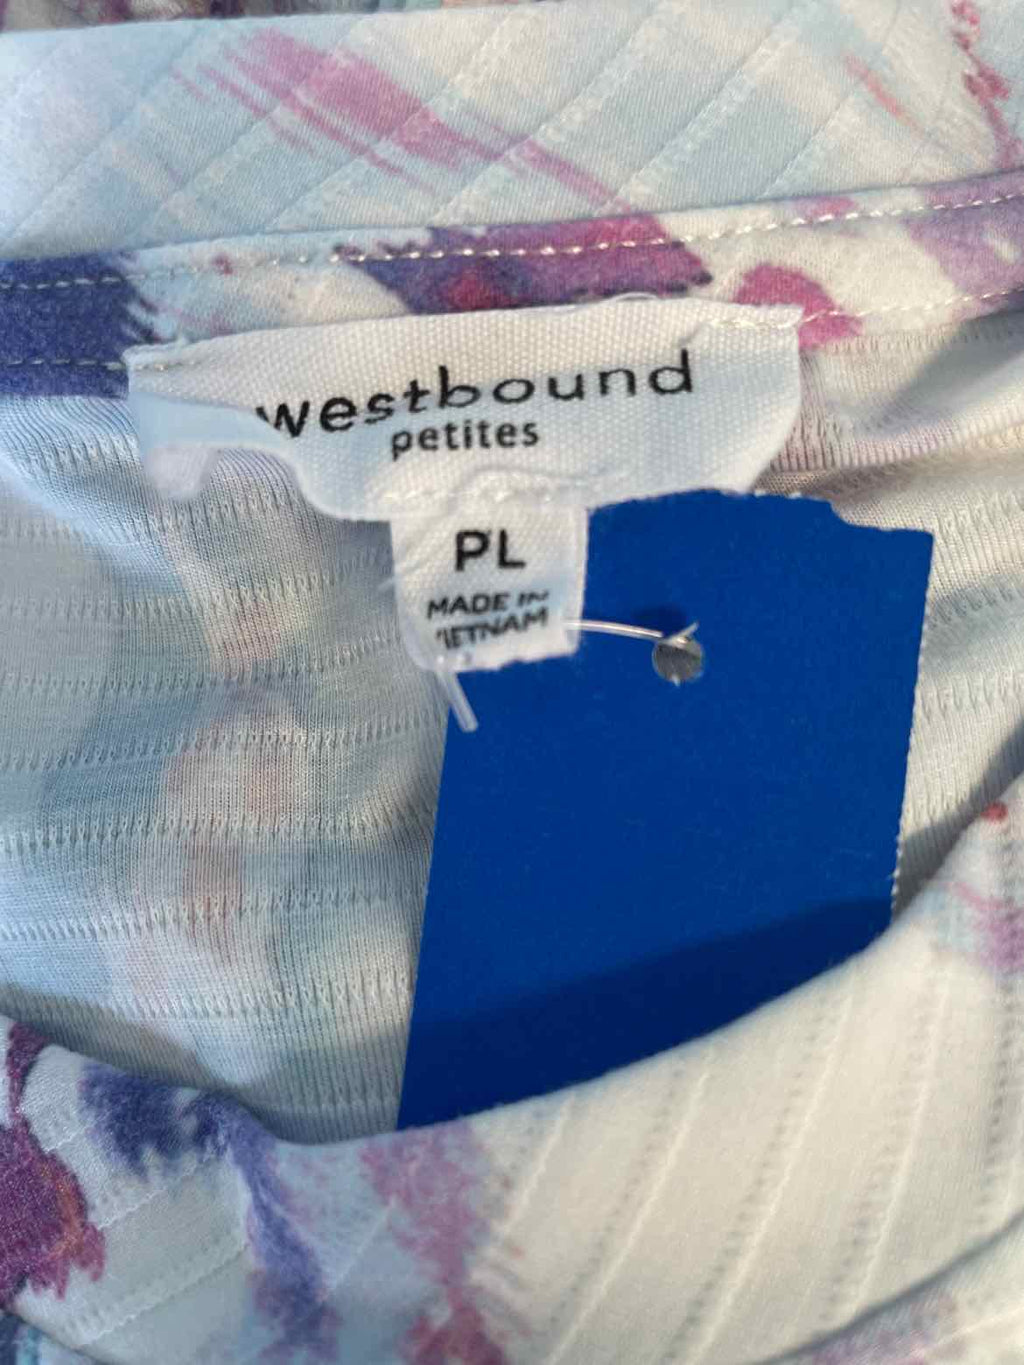 westbound
petites
PL
MADE IN
VIETNAM